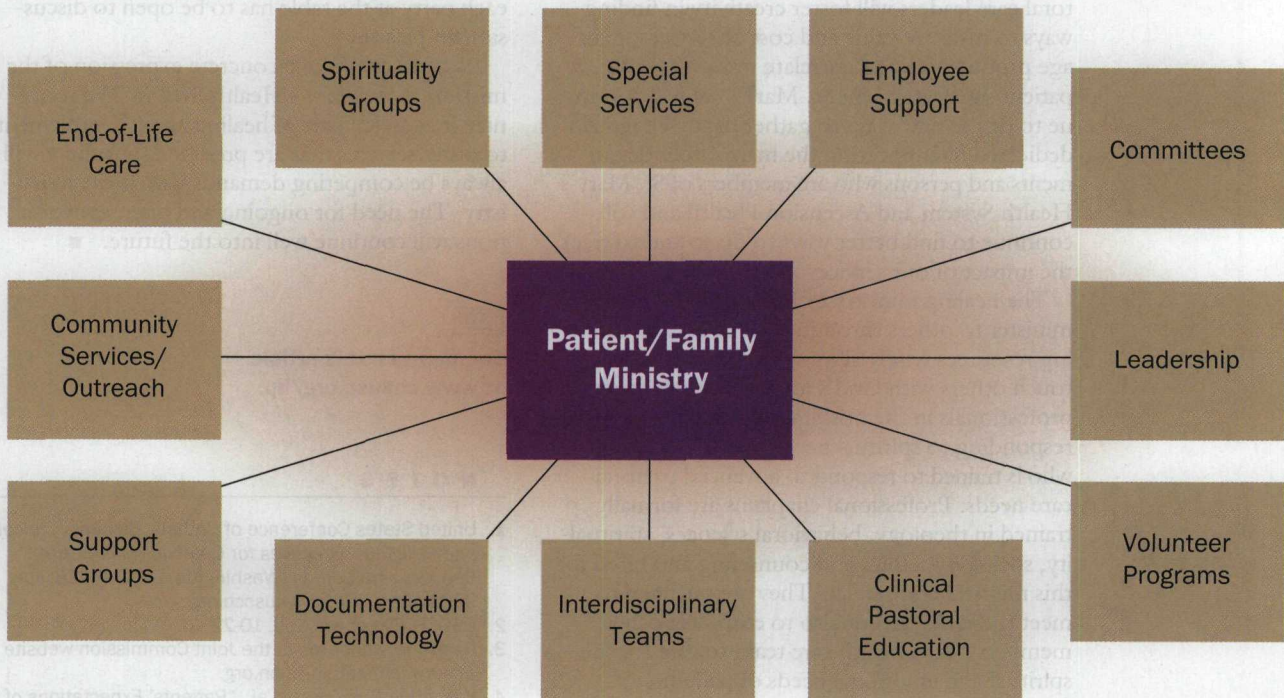 Spirituality
Groups
Special
Services
Employee
Support
End-of-Life
Care
Committees
Community
Services/
Outreach
Patient/Family
Ministry
Leadership
Support
Groups
Documentation
Technology
Interdisciplinary
Teams
Clinical
Pastoral
Education
Volunteer
Programs